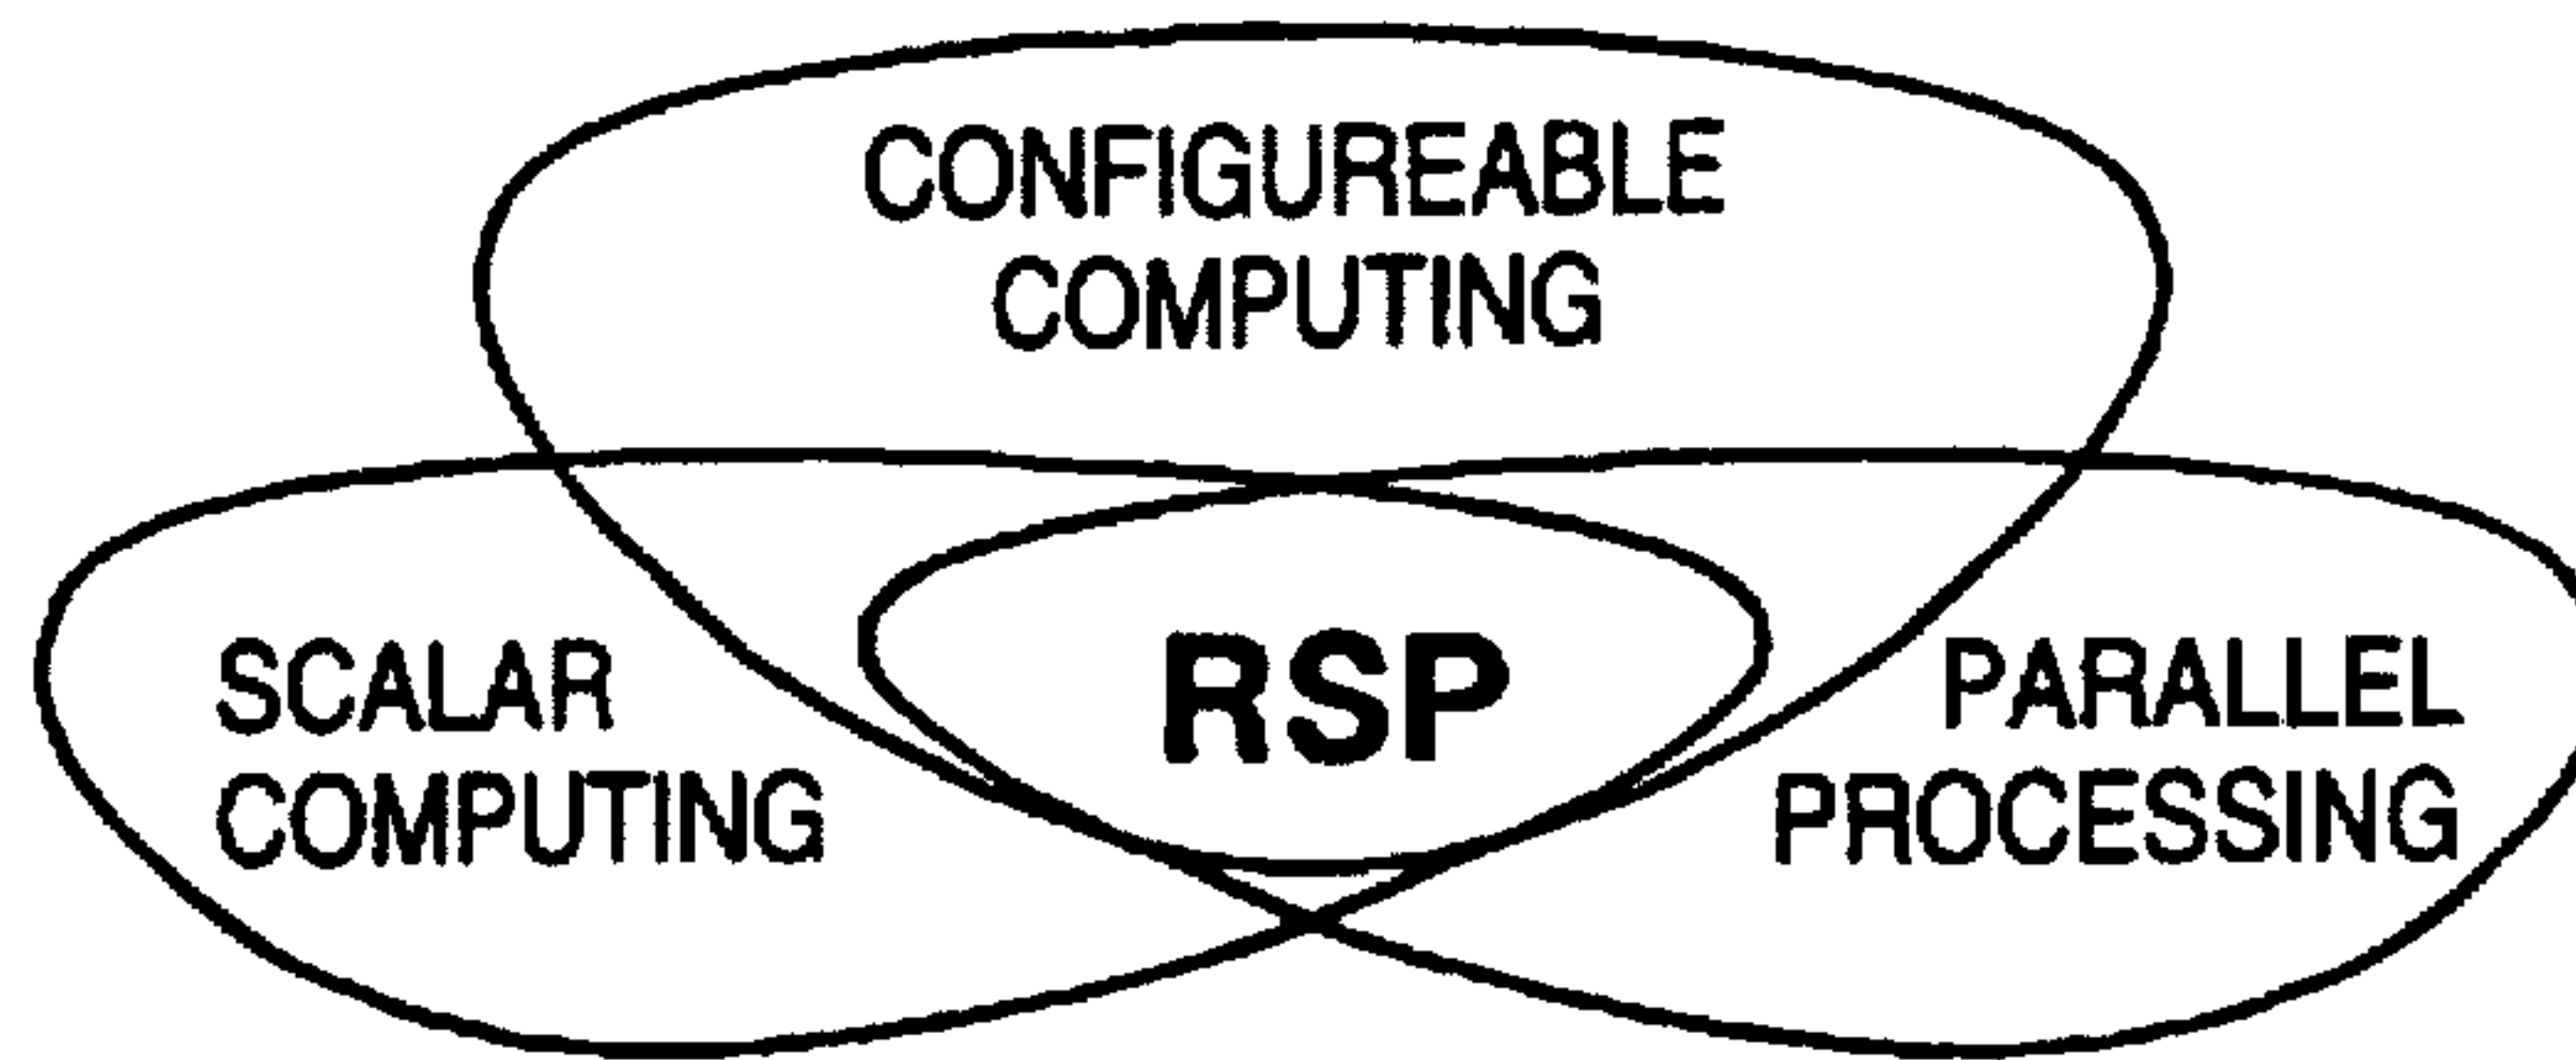 CONFIGUREABLE
COMPUTING
SCALAR
COMPUTING
RSP
PARALLEL
PROCESSING